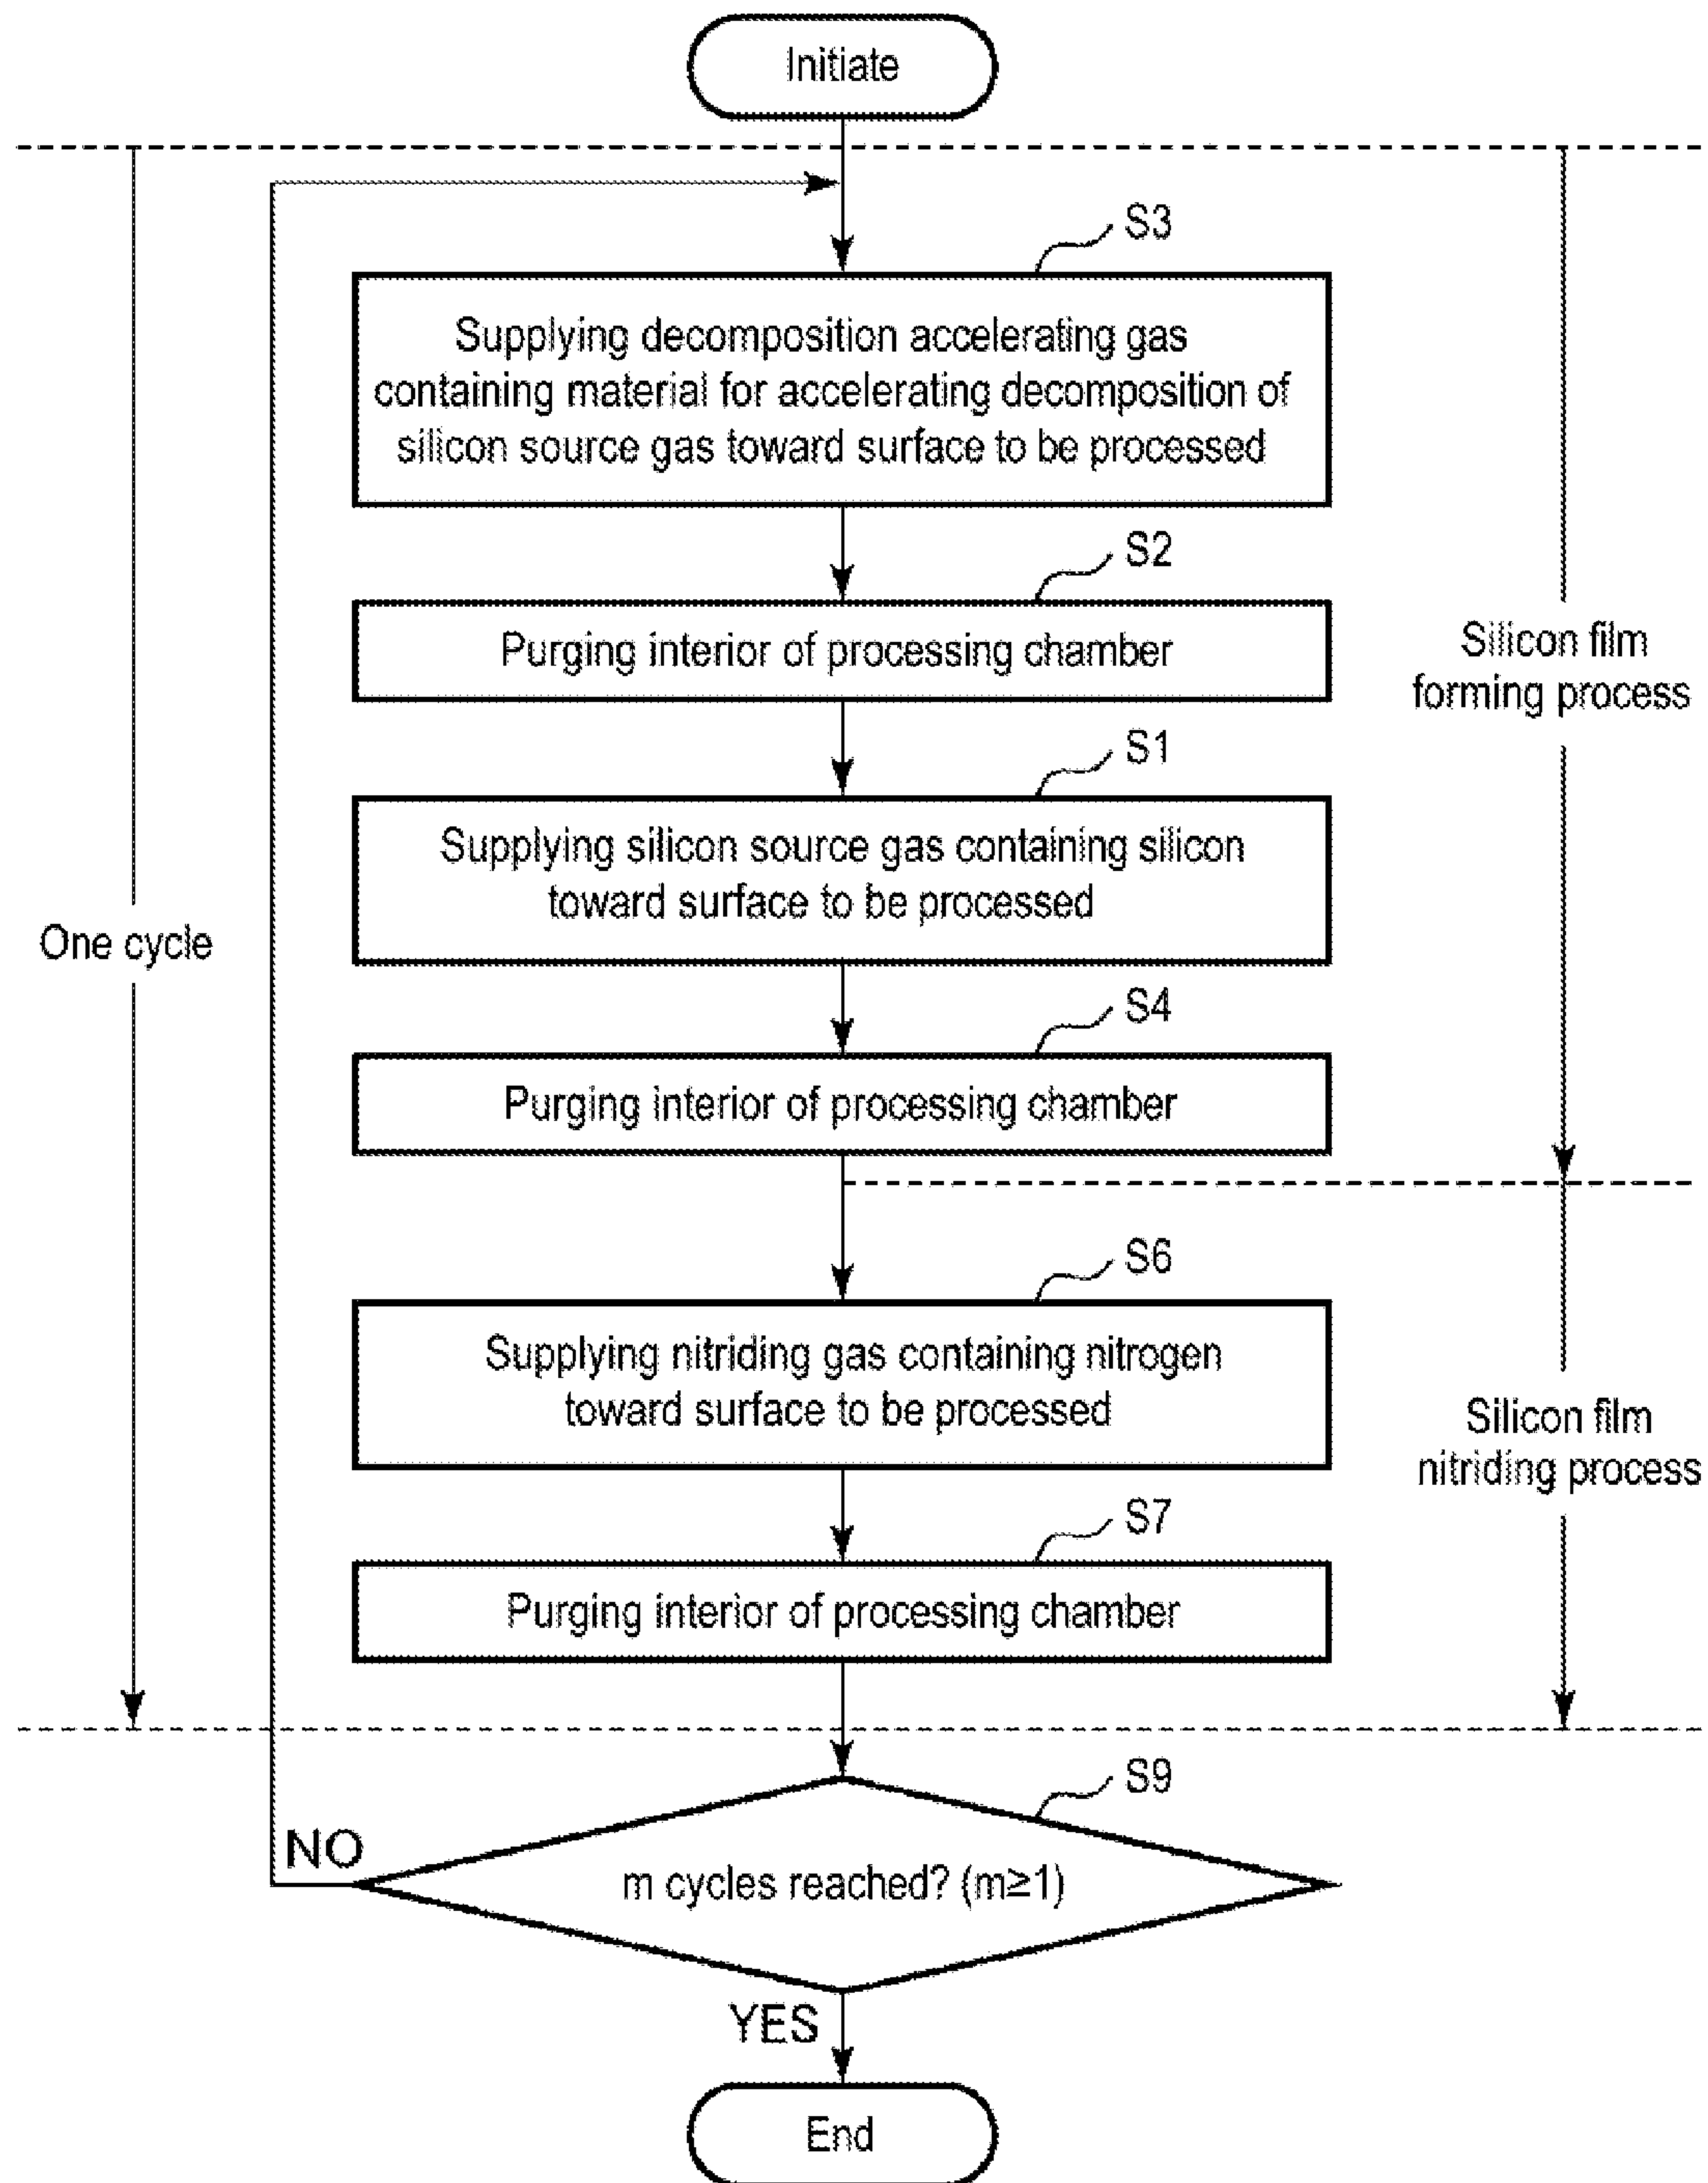 Initiate
S3
Supplying decomposition accelerating gas
containing material for accelerating decomposition of
silicon source gas toward surface to be processed
S2
Purging interior of processing chamber
Silicon film
forming process
S1
Supplying silicon source gas containing silicon
toward surface to be processed
One cycle
S4
Purging interior of processing chamber
S6
Supplying nitriding gas containing nitrogen
toward surface to be processed
Silicon film
nitriding process
S7
Purging interior of processing chamber
S9
NO
m cycles reached? (m≥1)
YES
End